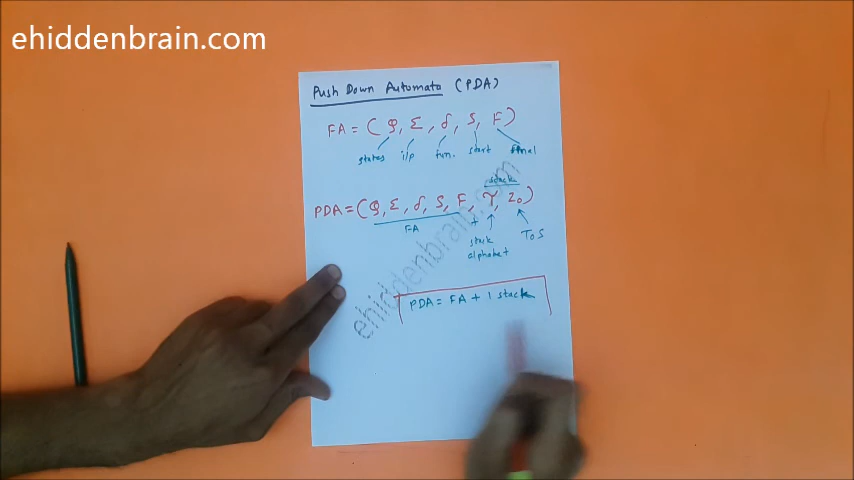 ehiddenbrain.com
Push Down Automato (PDA)
FA = ( Q, Σ, δ, S, F )
states i/p fun. start final
stack
PDA = ( Q, Σ, δ, S, F, Υ, Z0 )
FA + stack alphabet ToS
ehiddenbrain.com
PDA = FA + 1 stack